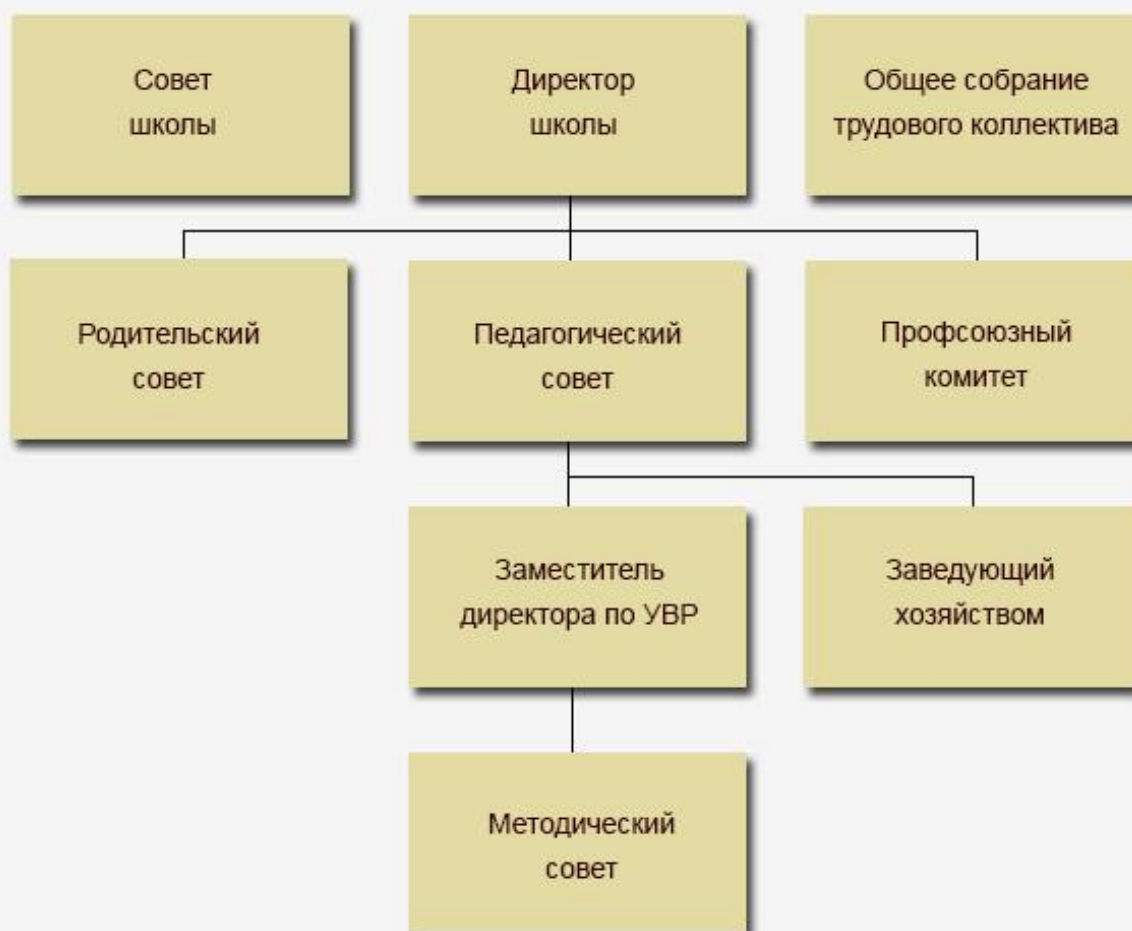 Совет
школы
Директор
школы
Общее собрание
трудового коллектива
Родительский
совет
Педагогический
совет
Профсоюзный
комитет
Заместитель
директора по УВР
Заведующий
хозяйством
Методический
совет